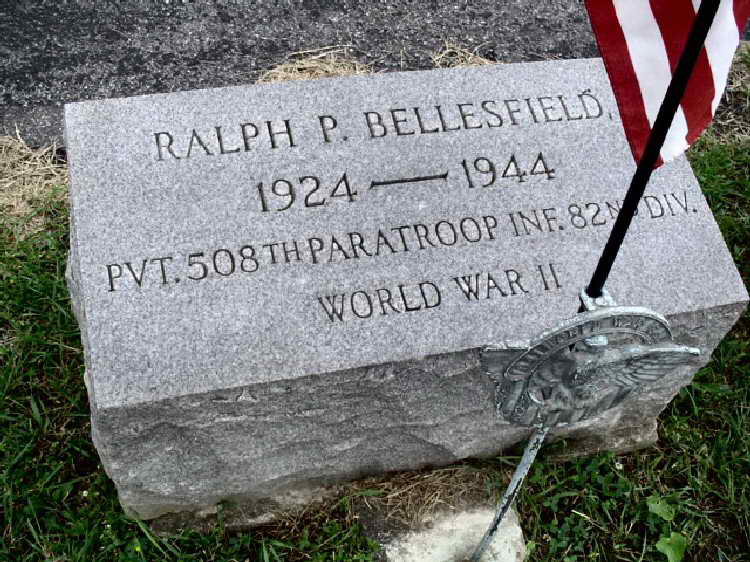 RALPH P. BELLESFIELD,
1924 — 1944
PVT. 508TH PARATROOP INF. 82ND DIV.
WORLD WAR II